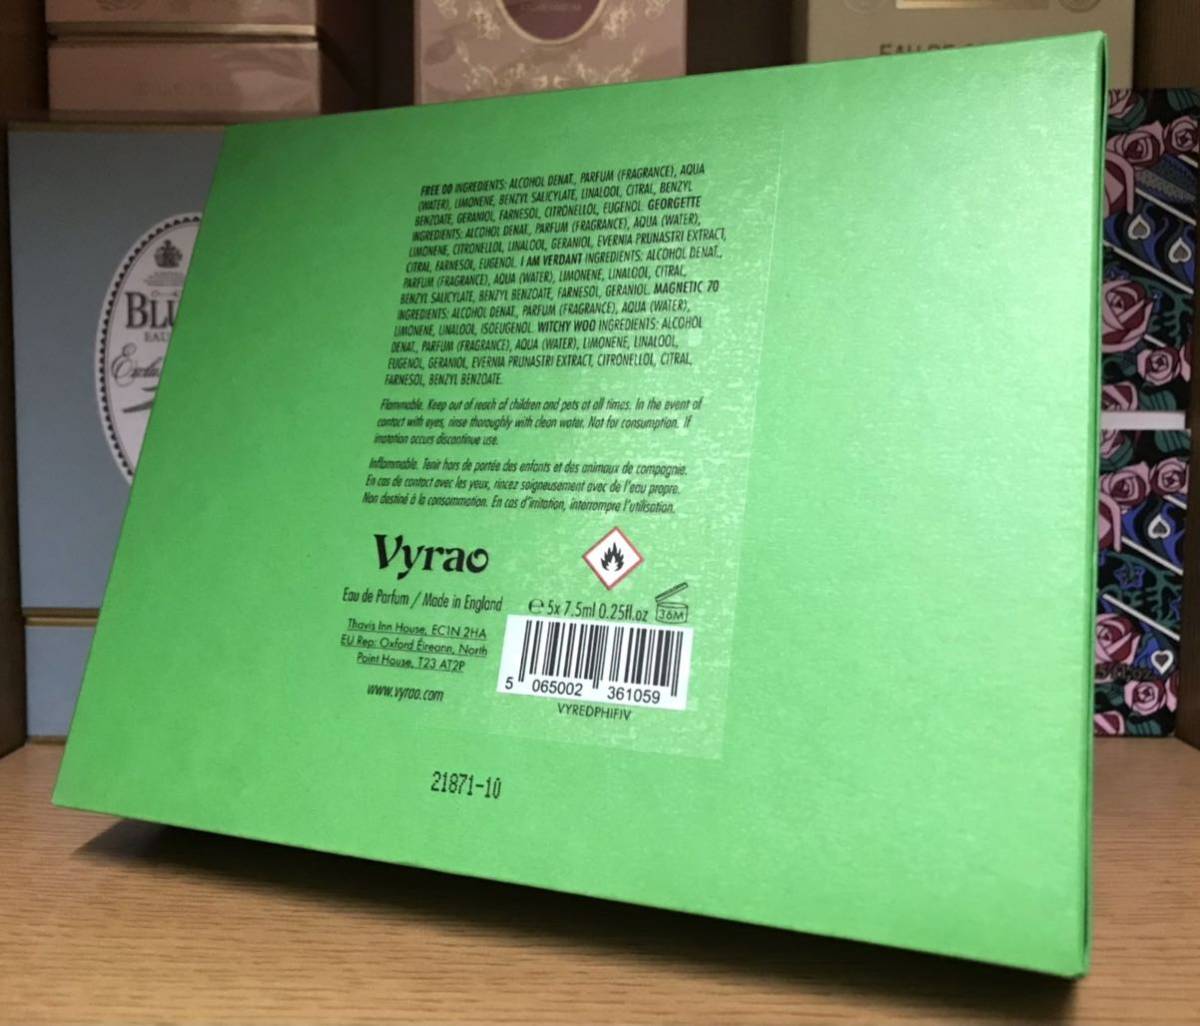 EAU DE
BLU
EAU
FREE 00 INGREDIENTS: ALCOHOL DENAT., PARFUM (FRAGRANCE), AQUA
(WATER), LIMONENE, BENZYL SALICYLATE, LINALOOL, CITRAL, BENZYL
BENZOATE, GERANIOL, FARNESOL, CITRONELLOL, EUGENOL. GEORGETTE
INGREDIENTS: ALCOHOL DENAT., PARFUM (FRAGRANCE), AQUA (WATER),
LIMONENE, CITRONELLOL, LINALOOL, GERANIOL, EVERNIA PRUNASTRI EXTRACT,
CITRAL, FARNESOL, EUGENOL. I AM VERDANT INGREDIENTS: ALCOHOL DENAT.,
PARFUM (FRAGRANCE), AQUA (WATER), LIMONENE, LINALOOL, CITRAL,
BENZYL SALICYLATE, BENZYL BENZOATE, FARNESOL, GERANIOL. MAGNETIC 70
INGREDIENTS: ALCOHOL DENAT., PARFUM (FRAGRANCE), AQUA (WATER),
LIMONENE, LINALOOL, ISOEUGENOL. WITCHY WOO INGREDIENTS: ALCOHOL
DENAT., PARFUM (FRAGRANCE), AQUA (WATER), LIMONENE, LINALOOL,
EUGENOL, GERANIOL, EVERNIA PRUNASTRI EXTRACT, CITRONELLOL, CITRAL,
FARNESOL, BENZYL BENZOATE.
Flammable. Keep out of reach of children and pets at all times. In the event of
contact with eyes, rinse thoroughly with clean water. Not for consumption. If
irritation occurs discontinue use.
Inflammable. Tenir hors de portée des enfants et des animaux de compagnie.
En cas de contact avec les yeux, rincez soigneusement avec de l'eau propre.
Non destiné à la consommation. En cas d'irritation, interrompre l'utilisation.
Vyrao
Eau de Parfum / Made in England
Thavis Inn House, EC1N 2HA
EU Rep: Oxford Éireann, North
Point House, T23 AT2P
www.vyrao.com
e 5x 7.5ml 0.25fl.oz 36M
5 065002 361059
VYREDPHIFIV
21871-10